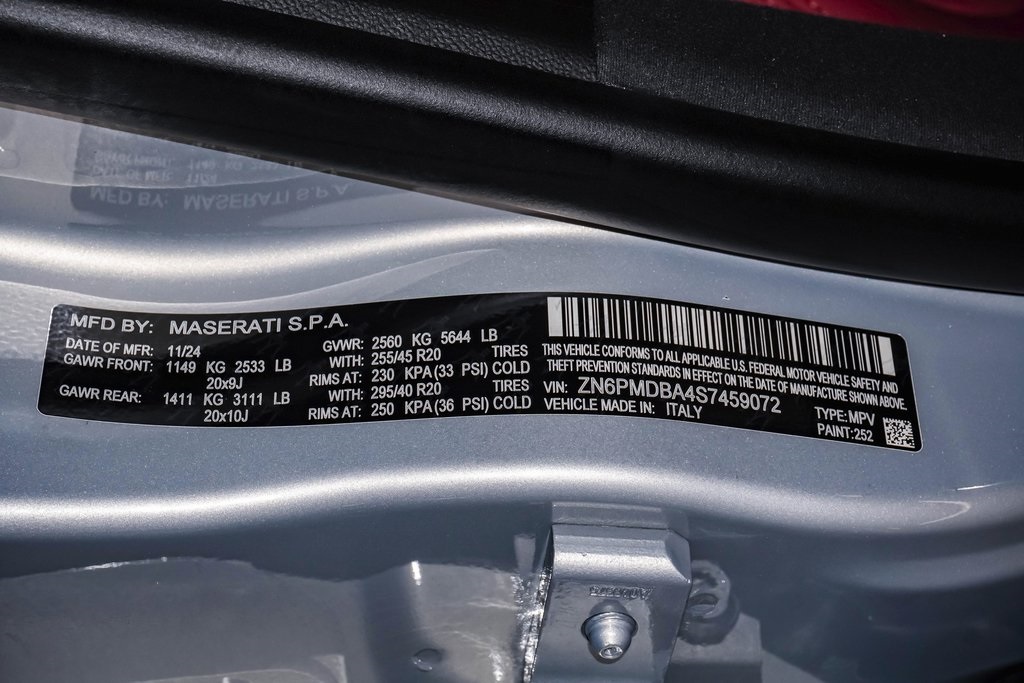 MFD BY: MASERATI S.P.A.
DATE OF MFR: 11/24 GVWR: 2560 KG 5644 LB
GAWR FRONT: 1149 KG 2533 LB WITH: 255/45 R20 TIRES
20x9J RIMS AT: 230 KPA (33 PSI) COLD
GAWR REAR: 1411 KG 3111 LB WITH: 295/40 R20 TIRES
20x10J RIMS AT: 250 KPA (36 PSI) COLD
THIS VEHICLE CONFORMS TO ALL APPLICABLE U.S. FEDERAL MOTOR VEHICLE SAFETY AND
THEFT PREVENTION STANDARDS IN EFFECT ON THE DATE OF MANUFACTURE SHOWN ABOVE.
VIN: ZN6PMDBA4S7459072
VEHICLE MADE IN: ITALY TYPE: MPV
PAINT:252